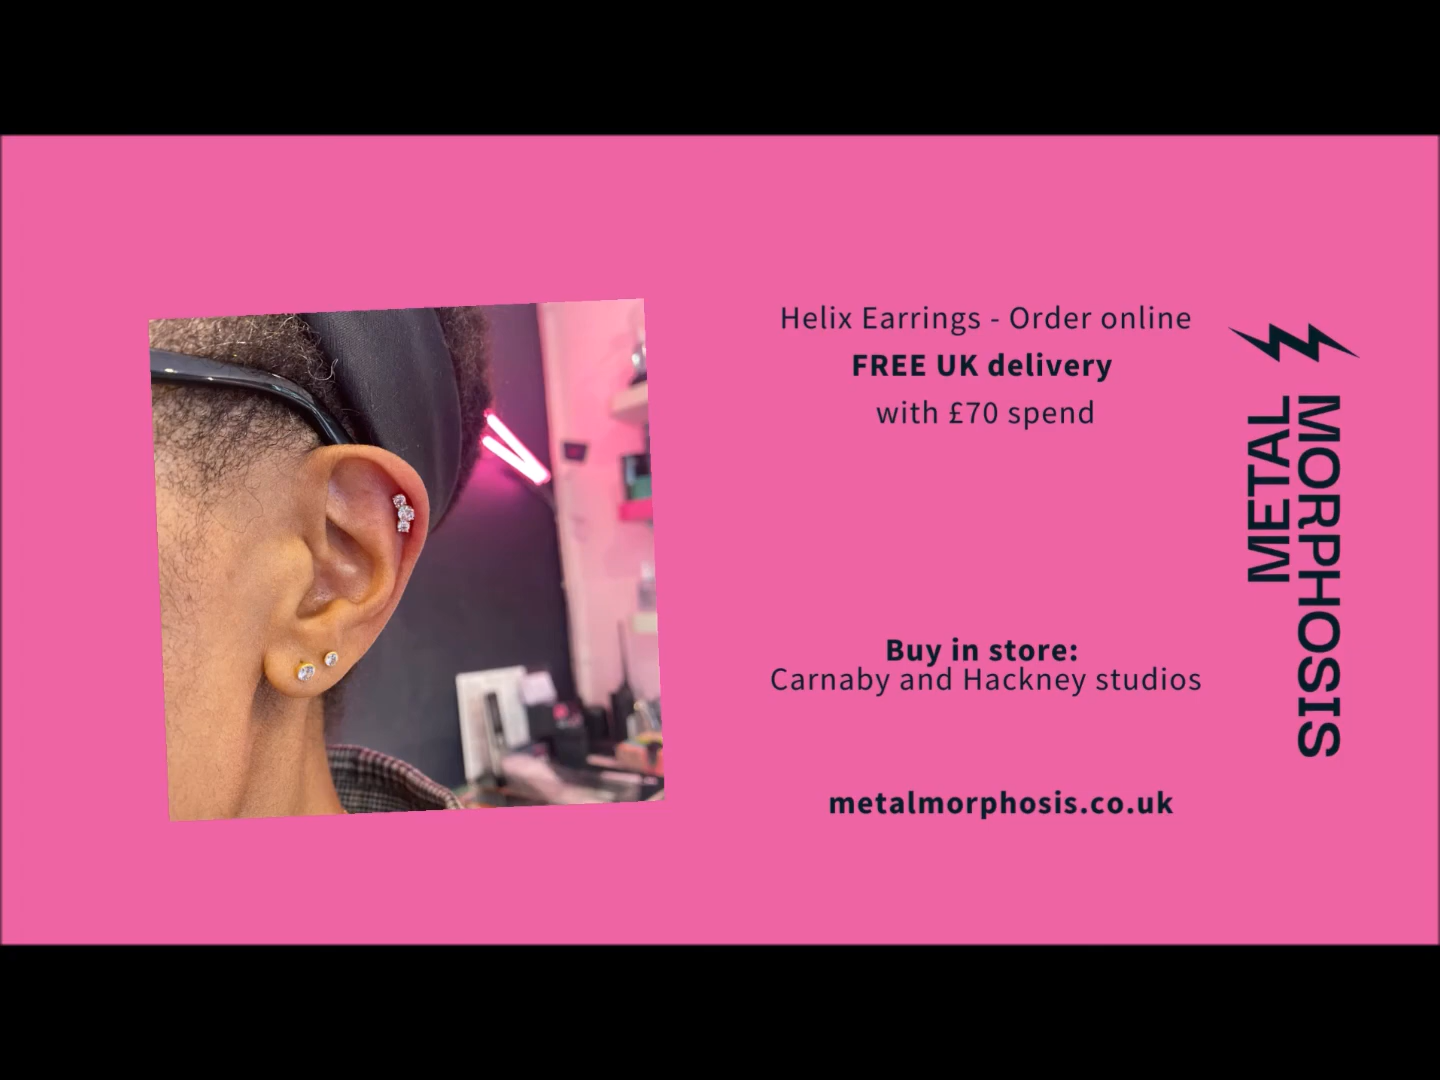 Helix Earrings - Order online
FREE UK delivery
with £70 spend
Buy in store:
Carnaby and Hackney studios
metalmorphosis.co.uk
METAL
MORPHOSIS